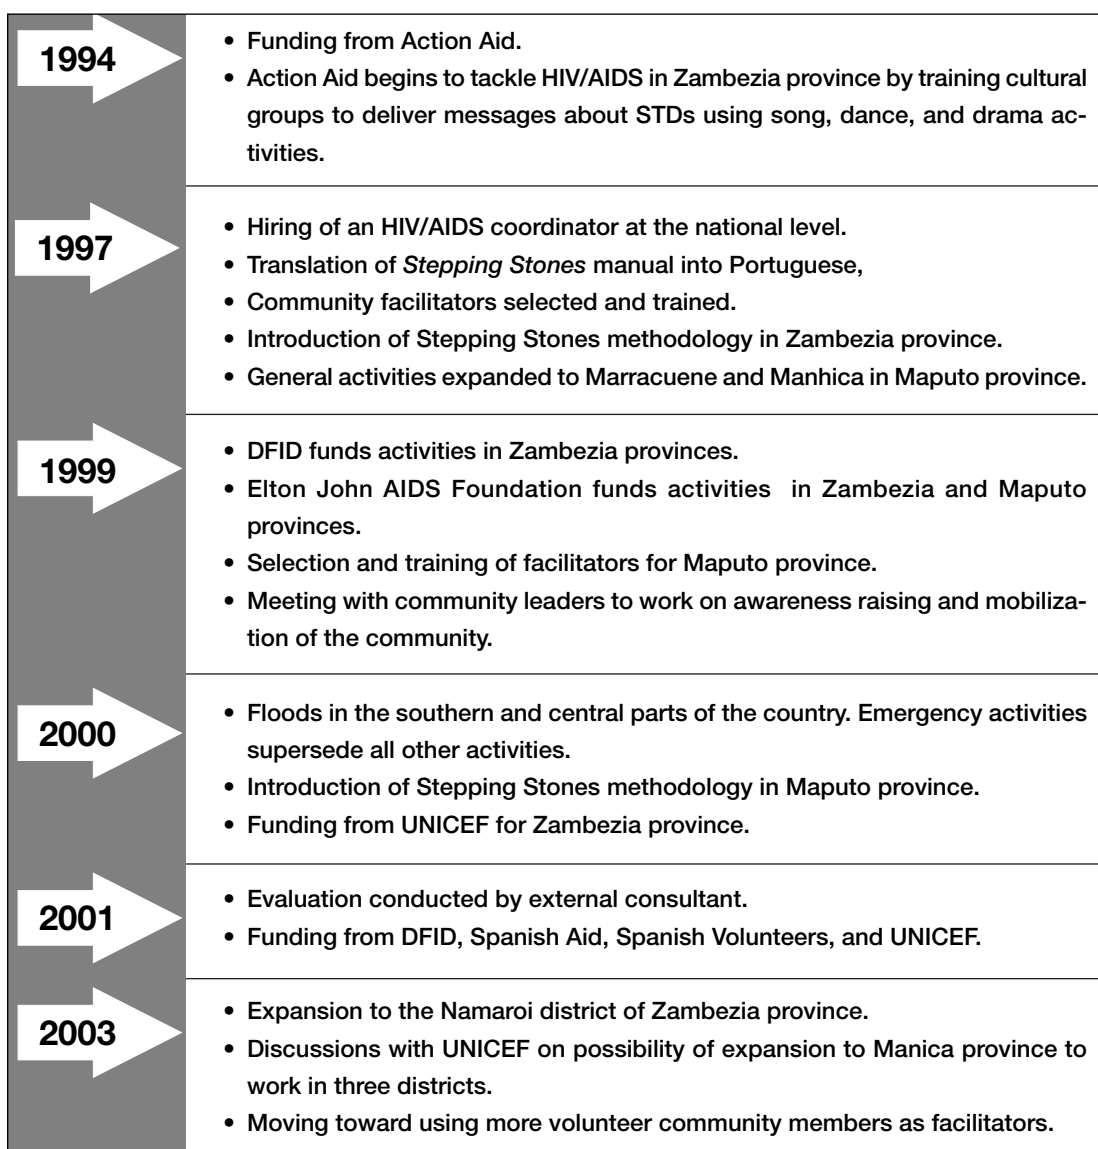 1994
• Funding from Action Aid.
• Action Aid begins to tackle HIV/AIDS in Zambezia province by training cultural
groups to deliver messages about STDs using song, dance, and drama ac-
tivities.
1997
• Hiring of an HIV/AIDS coordinator at the national level.
• Translation of Stepping Stones manual into Portuguese,
• Community facilitators selected and trained.
• Introduction of Stepping Stones methodology in Zambezia province.
• General activities expanded to Marracuene and Manhica in Maputo province.
1999
• DFID funds activities in Zambezia provinces.
• Elton John AIDS Foundation funds activities in Zambezia and Maputo
provinces.
• Selection and training of facilitators for Maputo province.
• Meeting with community leaders to work on awareness raising and mobiliza-
tion of the community.
2000
• Floods in the southern and central parts of the country. Emergency activities
supersede all other activities.
• Introduction of Stepping Stones methodology in Maputo province.
• Funding from UNICEF for Zambezia province.
2001
• Evaluation conducted by external consultant.
• Funding from DFID, Spanish Aid, Spanish Volunteers, and UNICEF.
2003
• Expansion to the Namaroi district of Zambezia province.
• Discussions with UNICEF on possibility of expansion to Manica province to
work in three districts.
• Moving toward using more volunteer community members as facilitators.